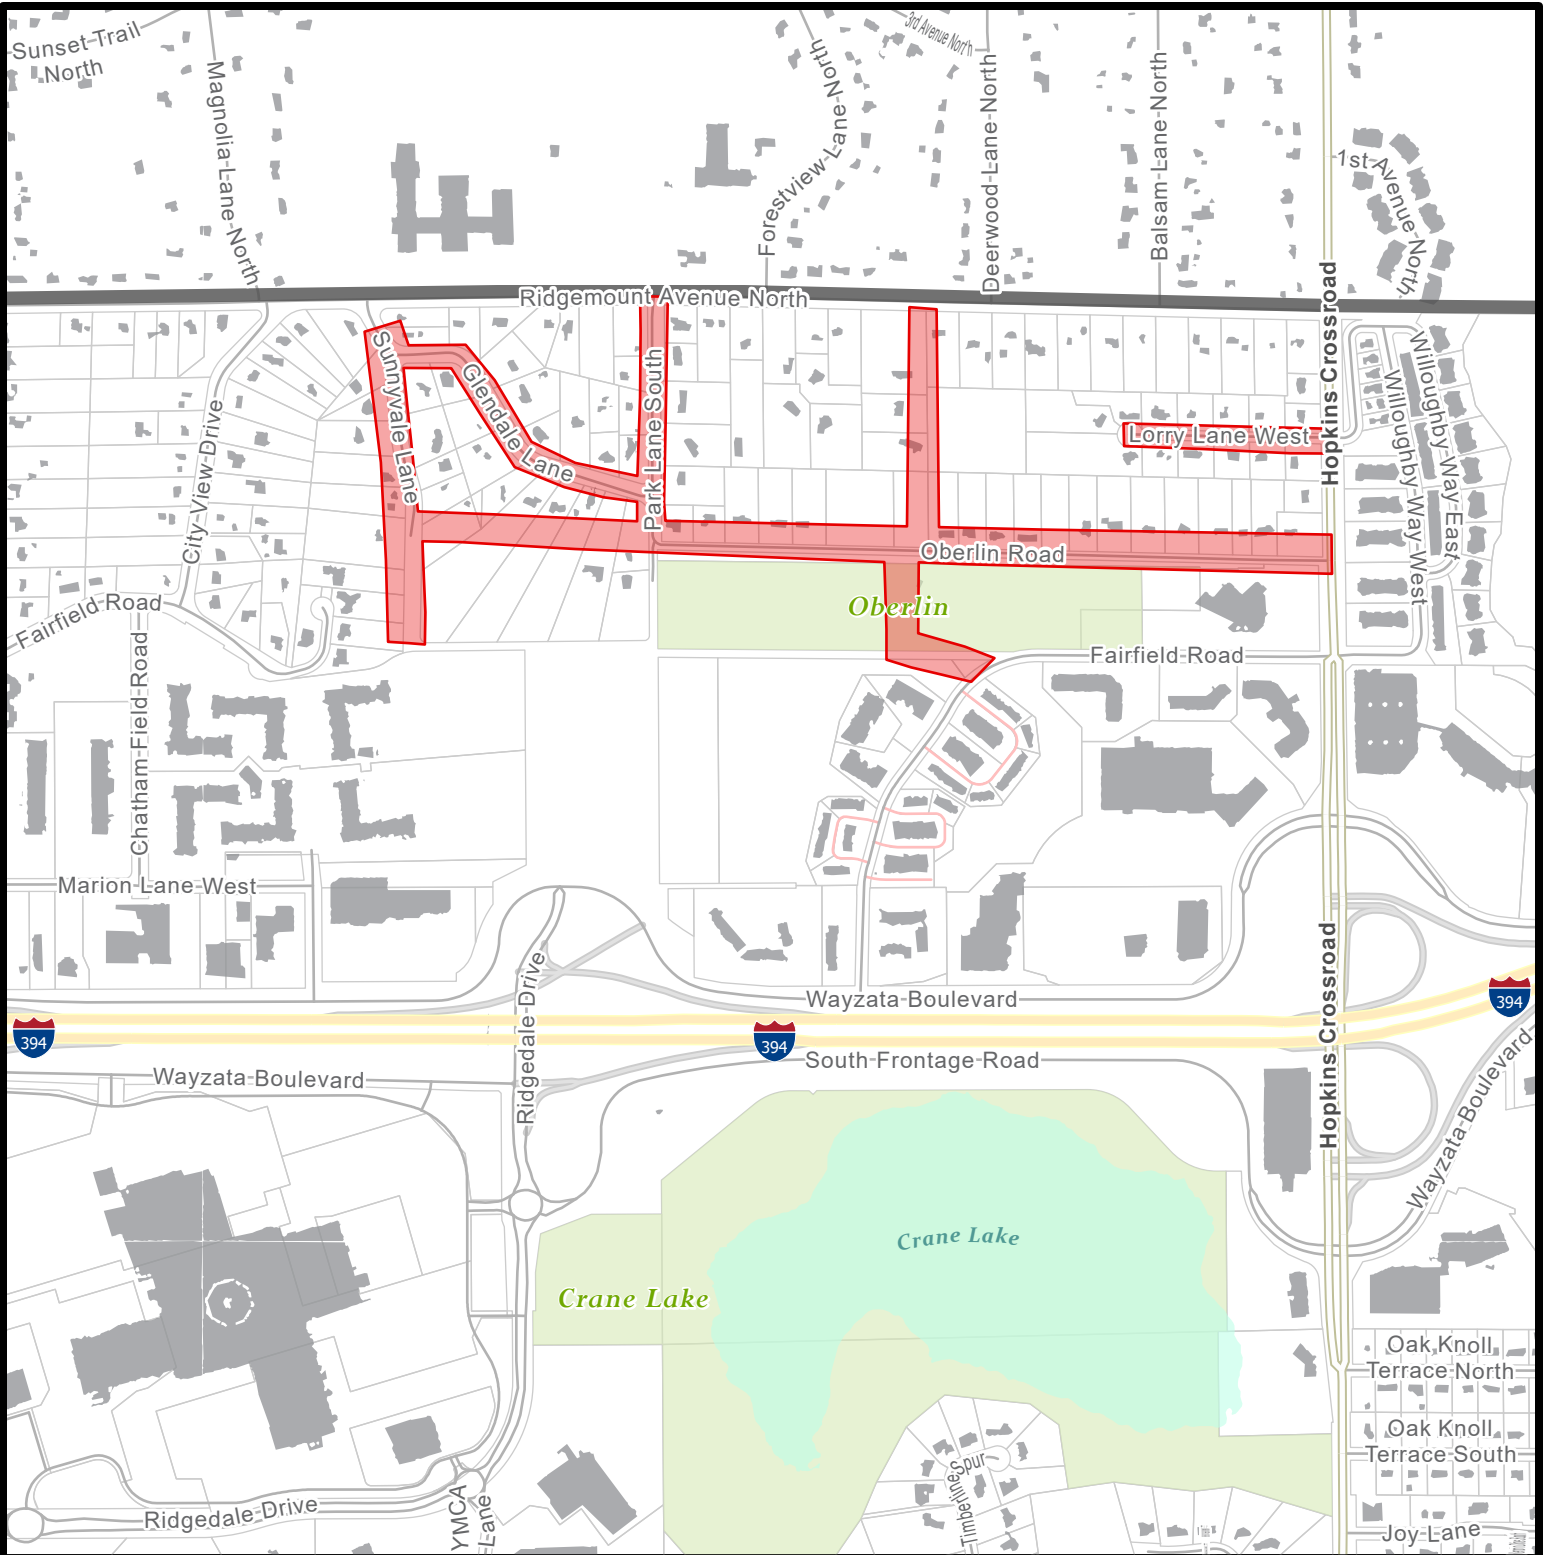 Sunset Trail
North
Magnolia Lane North
Forestview Lane North
3rd Avenue North
Deerwood Lane North
Balsam Lane North
1st Avenue North
Ridgemount Avenue North
Hopkins Crossroad
Sunnyvale Lane
Glendale Lane
Park Lane South
City View Drive
Lorry Lane West
Willoughby Way West
Willoughby Way East
Oberlin Road
Oberlin
Fairfield Road
Fairfield Road
Chatham Field Road
Marion Lane West
Ridgedale Drive
Wayzata Boulevard
Hopkins Crossroad
394
394
394
South Frontage Road
Wayzata Boulevard
Wayzata Boulevard
Crane Lake
Crane Lake
Oak Knoll
Terrace North
Oak Knoll
Terrace South
Timberline Spur
Ridgedale Drive
YMCA
Lane
Joy Lane